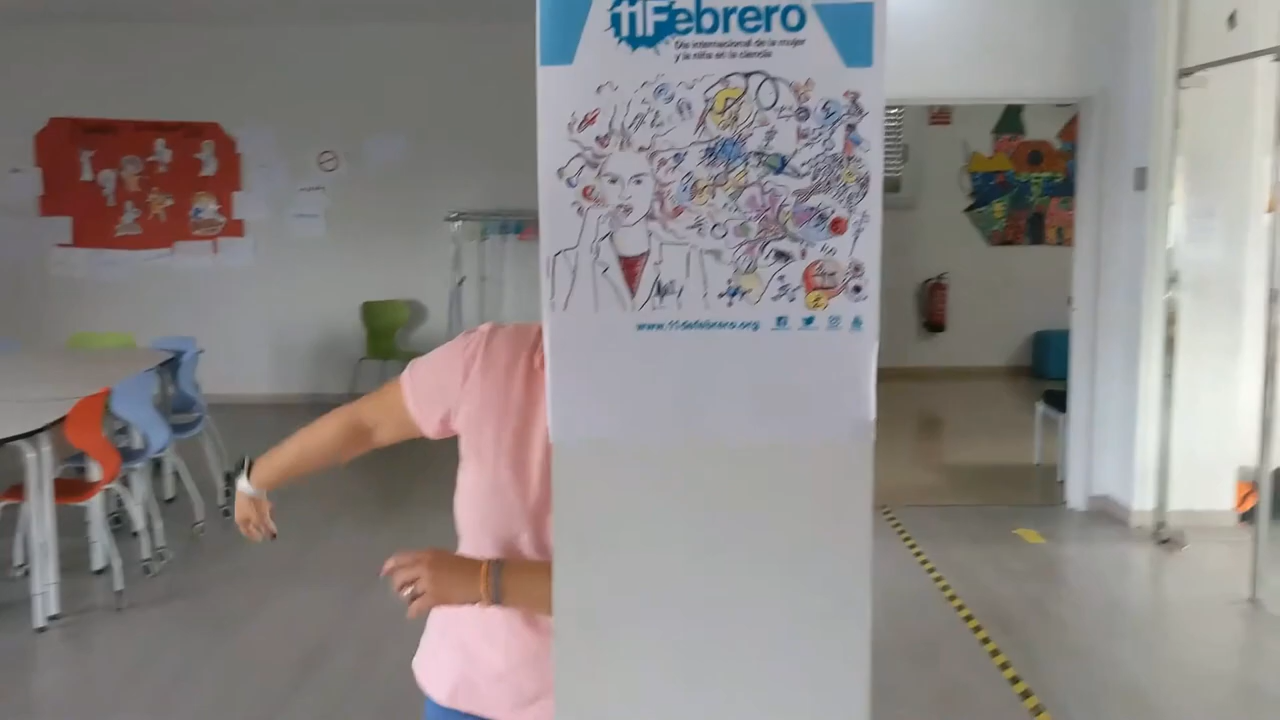 11Febrero
Día internacional de la mujer
y la niña en la ciencia
www.11defebrero.org